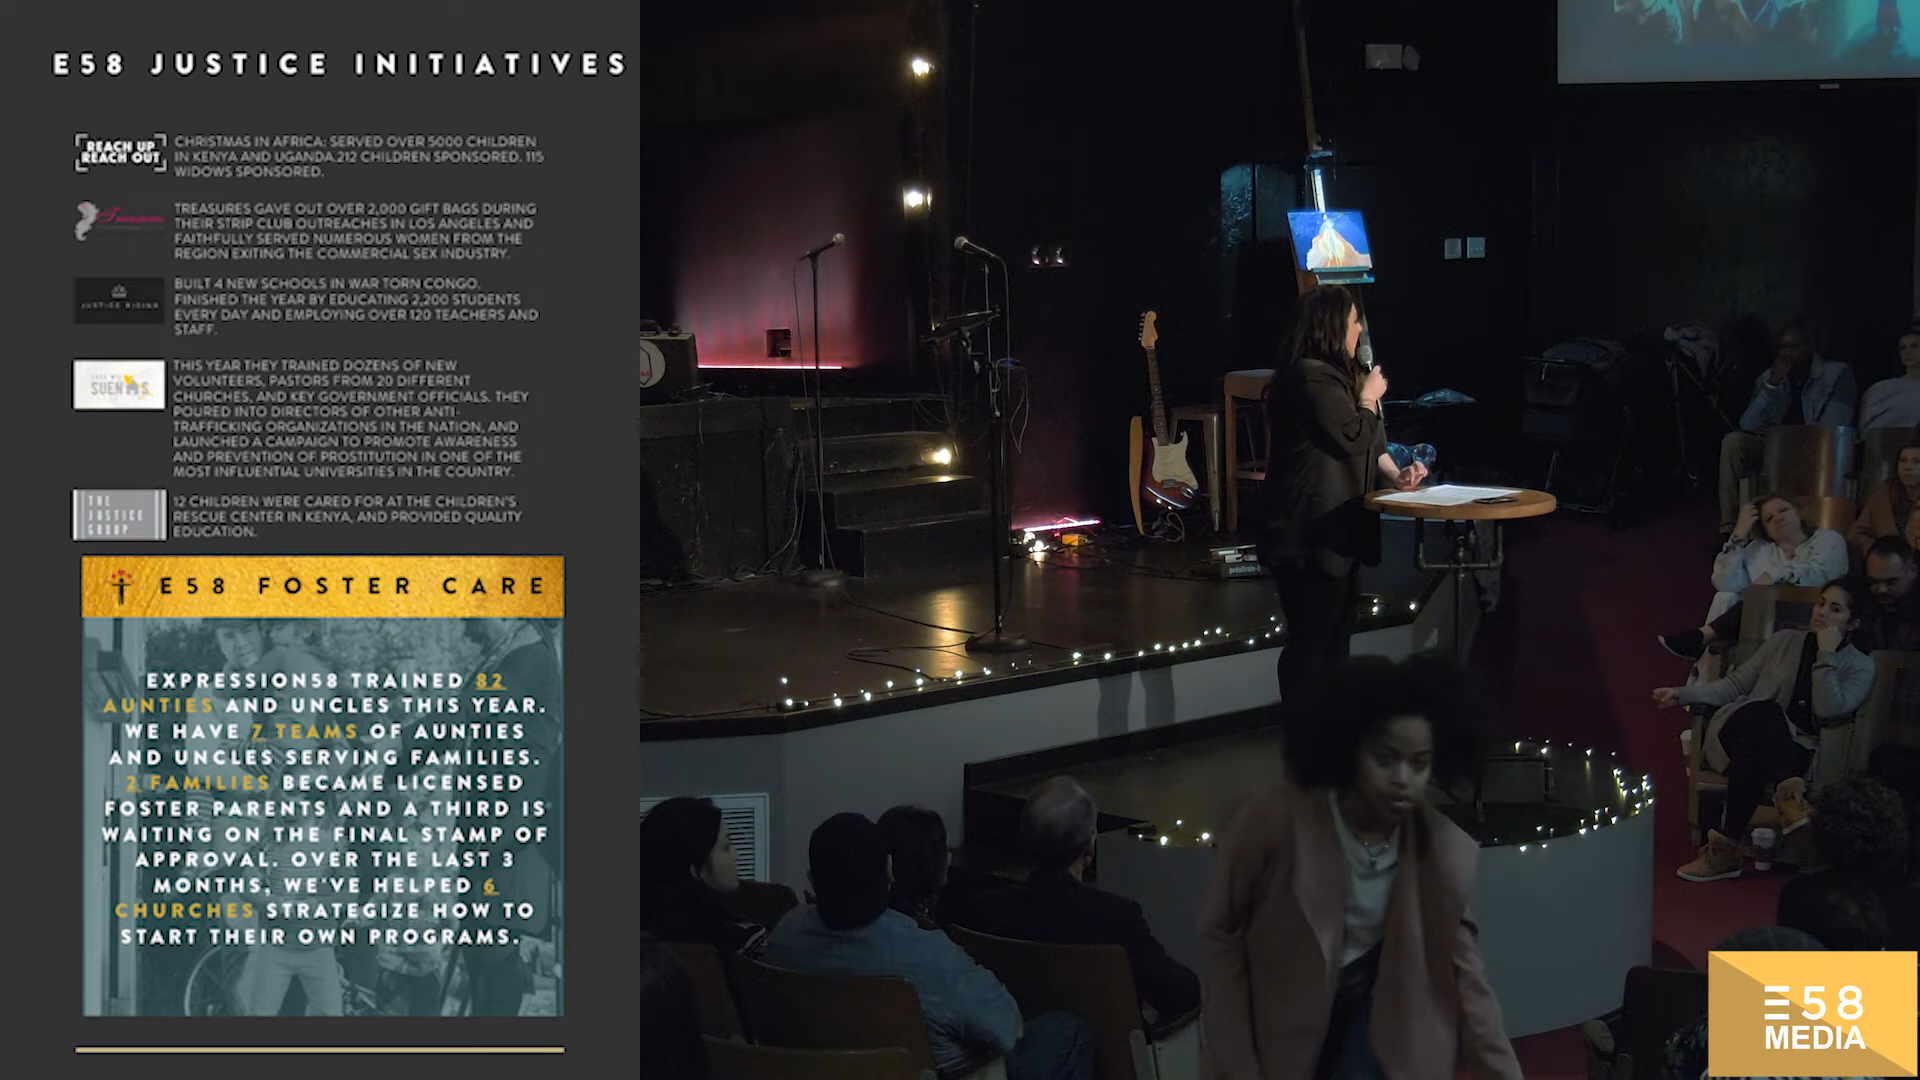 E58 JUSTICE INITIATIVES
REACH UP
REACH OUT
CHRISTMAS IN AFRICA: SERVED OVER 5000 CHILDREN
IN KENYA AND UGANDA.212 CHILDREN SPONSORED. 115
WIDOWS SPONSORED.
Treasures
TREASURES GAVE OUT OVER 2,000 GIFT BAGS DURING
THEIR STRIP CLUB OUTREACHES IN LOS ANGELES AND
FAITHFULLY SERVED NUMEROUS WOMEN FROM THE
REGION EXITING THE COMMERCIAL SEX INDUSTRY.
JUSTICE RISING
BUILT 4 NEW SCHOOLS IN WAR TORN CONGO.
FINISHED THE YEAR BY EDUCATING 2,200 STUDENTS
EVERY DAY AND EMPLOYING OVER 120 TEACHERS AND
STAFF.
THIS YEAR THEY TRAINED DOZENS OF NEW
VOLUNTEERS, PASTORS FROM 20 DIFFERENT
CHURCHES, AND KEY GOVERNMENT OFFICIALS. THEY
POURED INTO DIRECTORS OF OTHER ANTI-
TRAFFICKING ORGANIZATIONS IN THE NATION, AND
LAUNCHED A CAMPAIGN TO PROMOTE AWARENESS
AND PREVENTION OF PROSTITUTION IN ONE OF THE
MOST INFLUENTIAL UNIVERSITIES IN THE COUNTRY.
THE
JUSTICE
GROUP
12 CHILDREN WERE CARED FOR AT THE CHILDREN'S
RESCUE CENTER IN KENYA, AND PROVIDED QUALITY
EDUCATION.
E58 FOSTER CARE
EXPRESSION58 TRAINED 82
AUNTIES AND UNCLES THIS YEAR.
WE HAVE 7 TEAMS OF AUNTIES
AND UNCLES SERVING FAMILIES.
2 FAMILIES BECAME LICENSED
FOSTER PARENTS AND A THIRD IS
WAITING ON THE FINAL STAMP OF
APPROVAL. OVER THE LAST 3
MONTHS, WE'VE HELPED 6
CHURCHES STRATEGIZE HOW TO
START THEIR OWN PROGRAMS.
E58
MEDIA